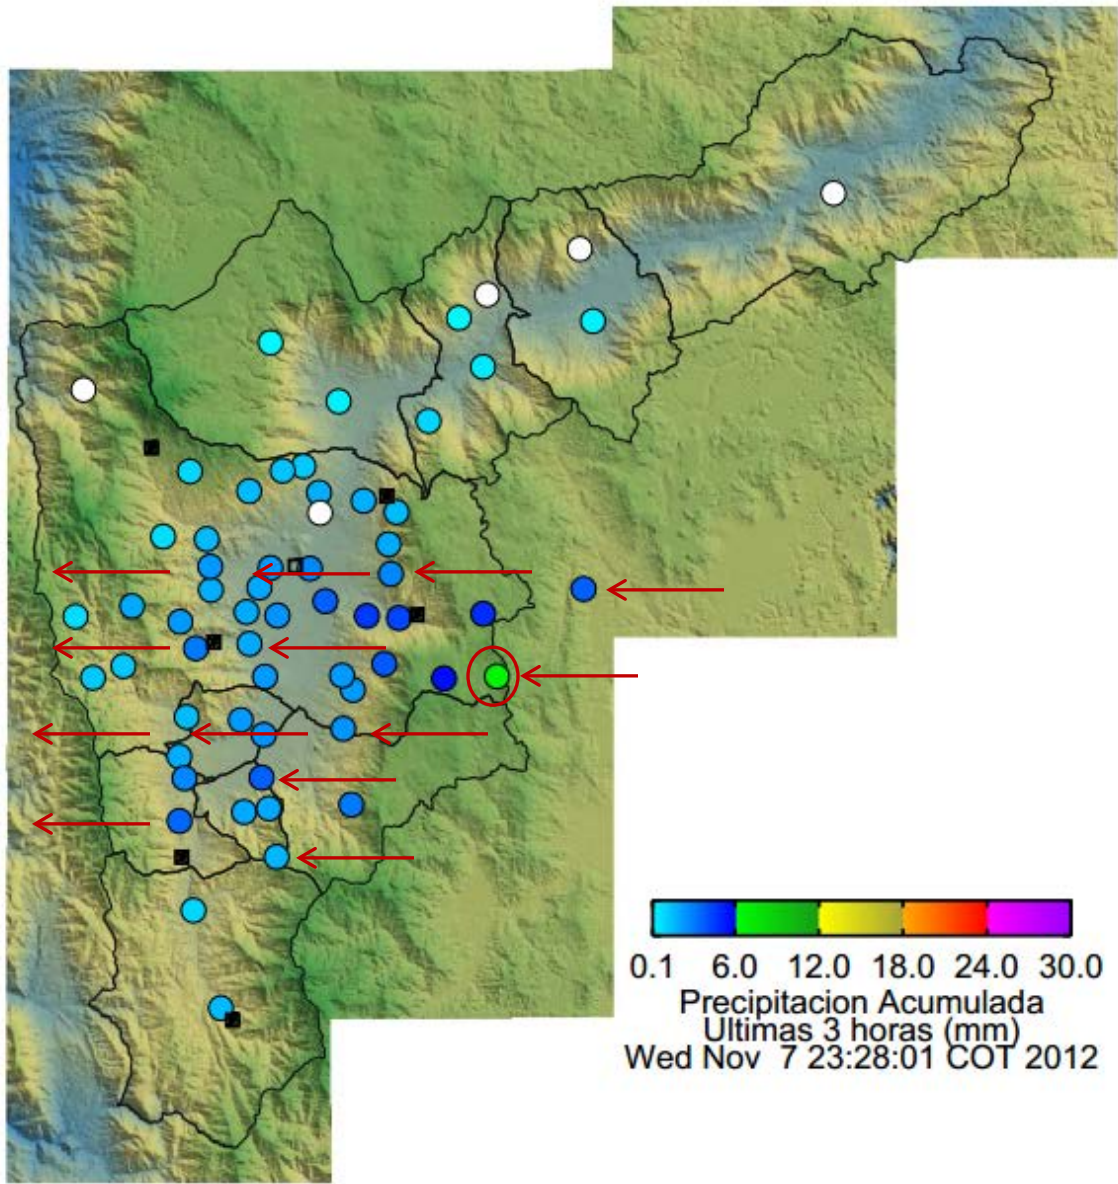 0.1 6.0 12.0 18.0 24.0 30.0
Precipitacion Acumulada
Ultimas 3 horas (mm)
Wed Nov 7 23:28:01 COT 2012